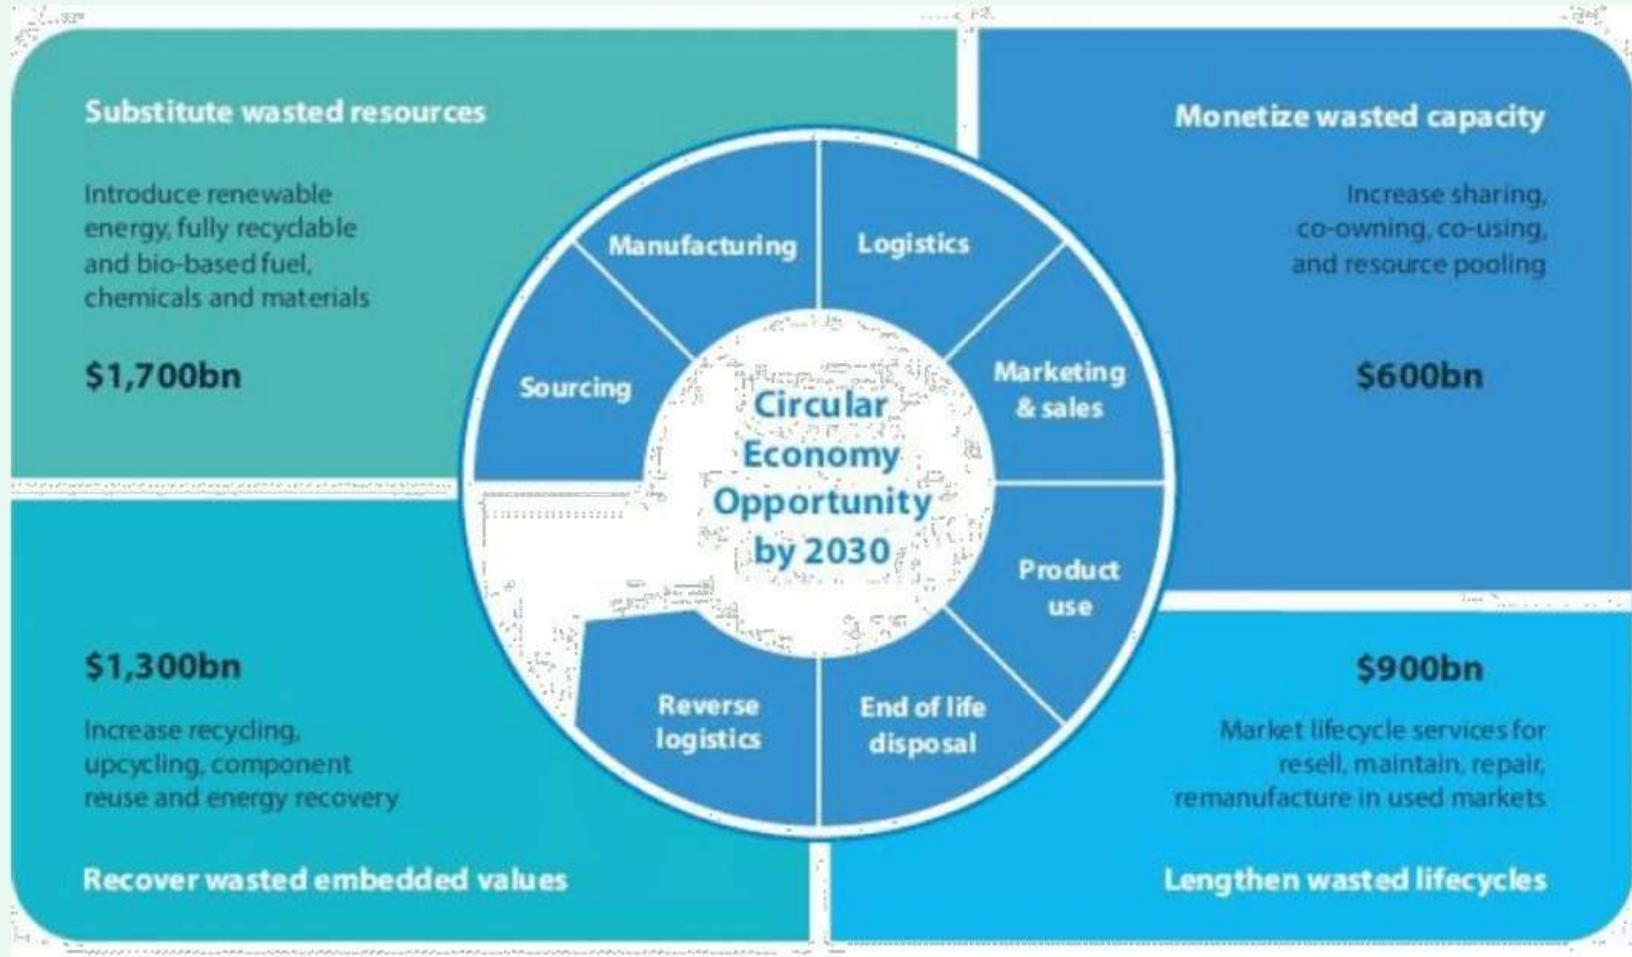 Substitute wasted resources
Introduce renewable
energy, fully recyclable
and bio-based fuel,
chemicals and materials
$1,700bn
Monetize wasted capacity
Increase sharing,
co-owning, co-using,
and resource pooling
$600bn
Manufacturing
Logistics
Sourcing
Marketing
& sales
Circular
Economy
Opportunity
by 2030
Product
use
Reverse
logistics
End of life
disposal
$1,300bn
Increase recycling,
upcycling, component
reuse and energy recovery
Recover wasted embedded values
$900bn
Market lifecycle services for
resell, maintain, repair,
remanufacture in used markets
Lengthen wasted lifecycles